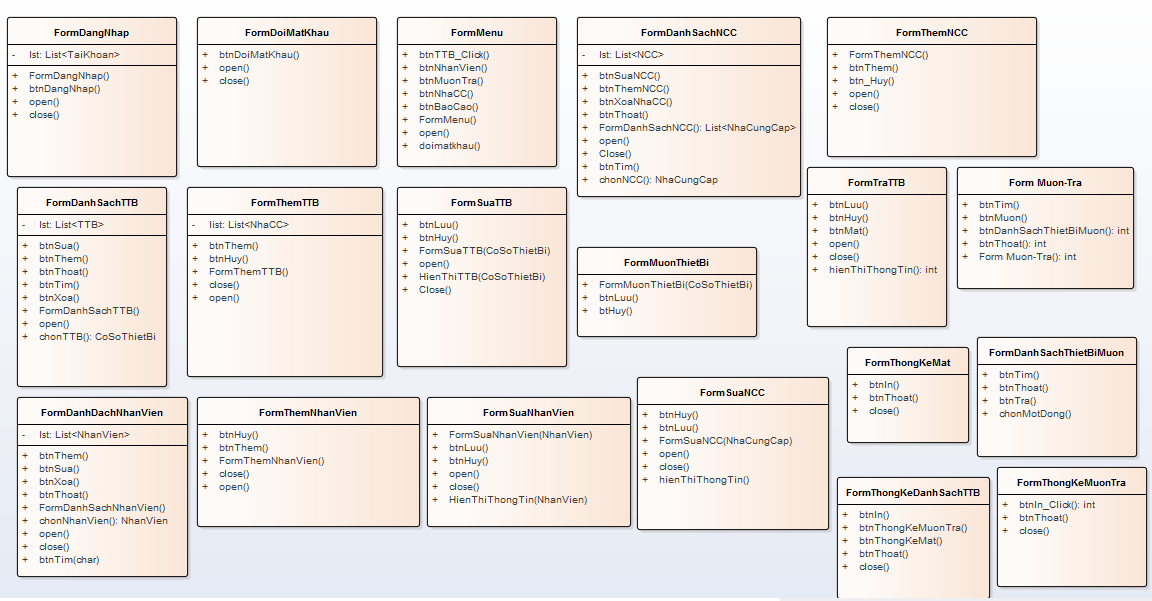 FormDangNhap
- lst: List<TaiKhoan>
+ FormDangNhap()
+ btnDangNhap()
+ open()
+ close()
FormDoiMatKhau
+ btnDoiMatKhau()
+ open()
+ close()
FormMenu
+ btnTTB_Click()
+ btnNhanVien()
+ btnMuonTra()
+ btnNhaCC()
+ btnBaoCao()
+ FormMenu()
+ open()
+ doimatkhau()
FormDanhSachNCC
- lst: List<NCC>
+ btnSuaNCC()
+ btnThemNCC()
+ btnXoaNhaCC()
+ btnThoat()
+ FormDanhSachNCC(): List<NhaCungCap>
+ open()
+ Close()
+ btnTim()
+ chonNCC(): NhaCungCap
FormThemNCC
+ FormThemNCC()
+ btnThem()
+ btn_Huy()
+ open()
+ close()
FormDanhSachTTB
- lst: List<TTB>
+ btnSua()
+ btnThem()
+ btnThoat()
+ btnTim()
+ btnXoa()
+ FormDanhSachTTB()
+ open()
+ chonTTB(): CoSoThietBi
FormThemTTB
- list: List<NhaCC>
+ btnThem()
+ btnHuy()
+ FormThemTTB()
+ close()
+ open()
FormSuaTTB
+ btnLuu()
+ btnHuy()
+ FormSuaTTB(CoSoThietBi)
+ open()
+ HienThiTTB(CoSoThietBi)
+ Close()
FormMuonThietBi
+ FormMuonThietBi(CoSoThietBi)
+ btnLuu()
+ btHuy()
FormTraTTB
+ btnLuu()
+ btnHuy()
+ btnMat()
+ open()
+ close()
+ hienThiThongTin(): int
Form Muon-Tra
+ btnTim()
+ btnMuon()
+ btnDanhSachThietBiMuon(): int
+ btnThoat(): int
+ Form Muon-Tra(): int
FormThongKeMat
+ btnIn()
+ btnThoat()
+ close()
FormDanhSachThietBiMuon
+ btnTim()
+ btnThoat()
+ btnTra()
+ chonMotDong()
FormDanhDachNhanVien
- lst: List<NhanVien>
+ btnThem()
+ btnSua()
+ btnXoa()
+ btnThoat()
+ FormDanhSachNhanVien()
+ chonNhanVien(): NhanVien
+ open()
+ close()
+ btnTim(char)
FormThemNhanVien
+ btnHuy()
+ btnThem()
+ FormThemNhanVien()
+ close()
+ open()
FormSuaNhanVien
+ FormSuaNhanVien(NhanVien)
+ btnLuu()
+ btnHuy()
+ open()
+ close()
+ HienThiThongTin(NhanVien)
FormSuaNCC
+ btnHuy()
+ btnLuu()
+ FormSuaNCC(NhaCungCap)
+ open()
+ close()
+ hienThiThongTin()
FormThongKeDanhSachTTB
+ btnIn()
+ btnThongKeMuonTra()
+ btnThongKeMat()
+ btnThoat()
+ close()
FormThongKeMuonTra
+ btnIn_Click(): int
+ btnThoat()
+ close()